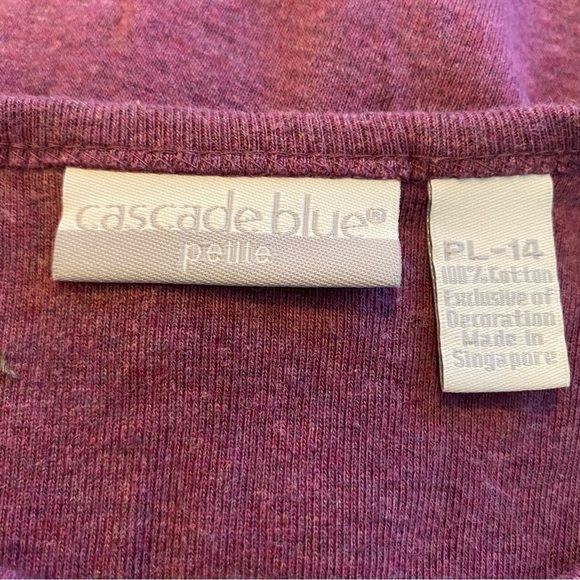 cascade blue®
petite
PL-14
100% Cotton
Exclusive of
Decoration
Made in
Singapore